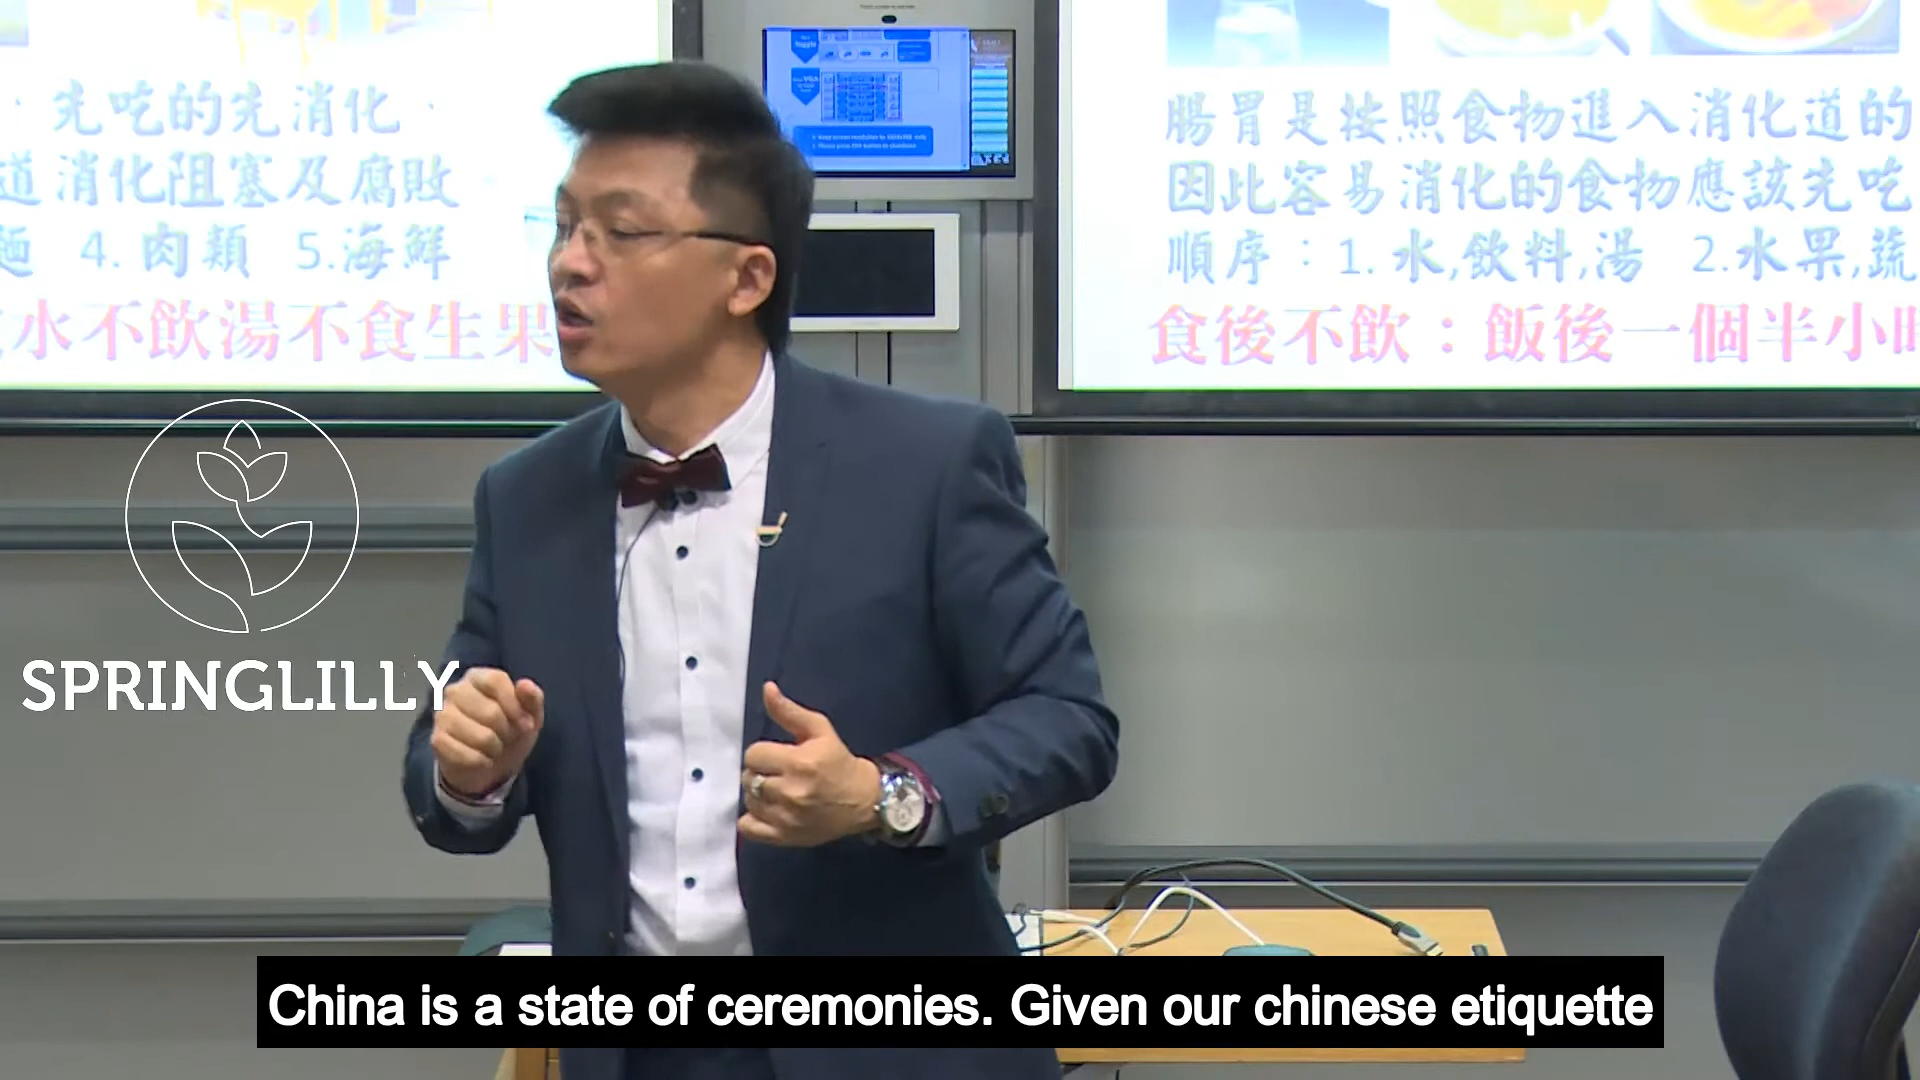 先吃的先消化
道消化阻塞及腐敗
麵 4. 肉類 5.海鮮
水不飲湯不食生果
腸胃是按照食物進入消化道的
因此容易消化的食物應該先吃
順序：1. 水,飲料,湯 2.水果,蔬
食後不飲：飯後一個半小時
SPRINGLILLY
China is a state of ceremonies. Given our chinese etiquette